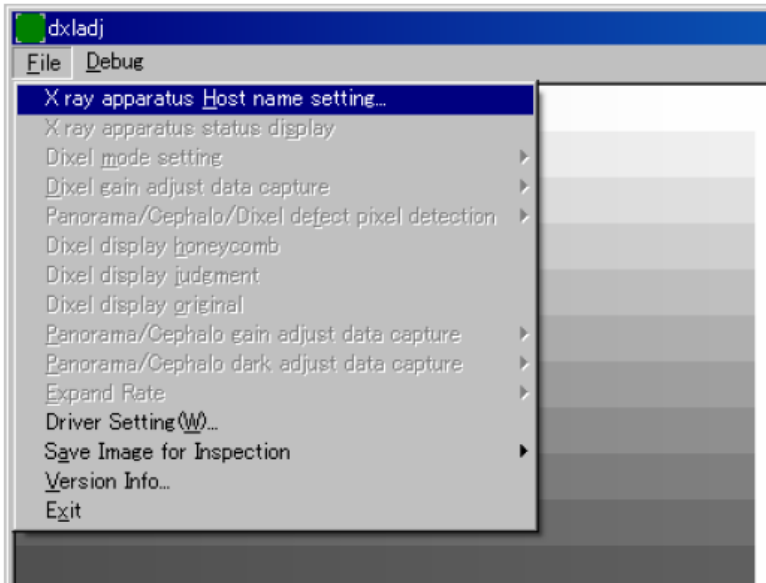 dxladj
File Debug
X ray apparatus Host name setting...
X ray apparatus status display
Dixel mode setting
Dixel gain adjust data capture
Panorama/Cephalo/Dixel defect pixel detection
Dixel display honeycomb
Dixel display judgment
Dixel display original
Panorama/Cephalo gain adjust data capture
Panorama/Cephalo dark adjust data capture
Expand Rate
Driver Setting(W)...
Save Image for Inspection
Version Info...
Exit